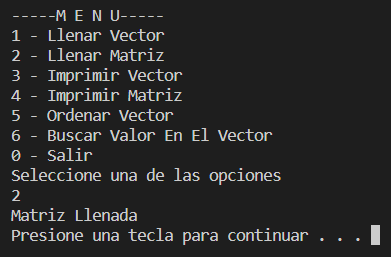 -----M E N U-----
1 - Llenar Vector
2 - Llenar Matriz
3 - Imprimir Vector
4 - Imprimir Matriz
5 - Ordenar Vector
6 - Buscar Valor En El Vector
0 - Salir
Seleccione una de las opciones
2
Matriz Llenada
Presione una tecla para continuar . . .